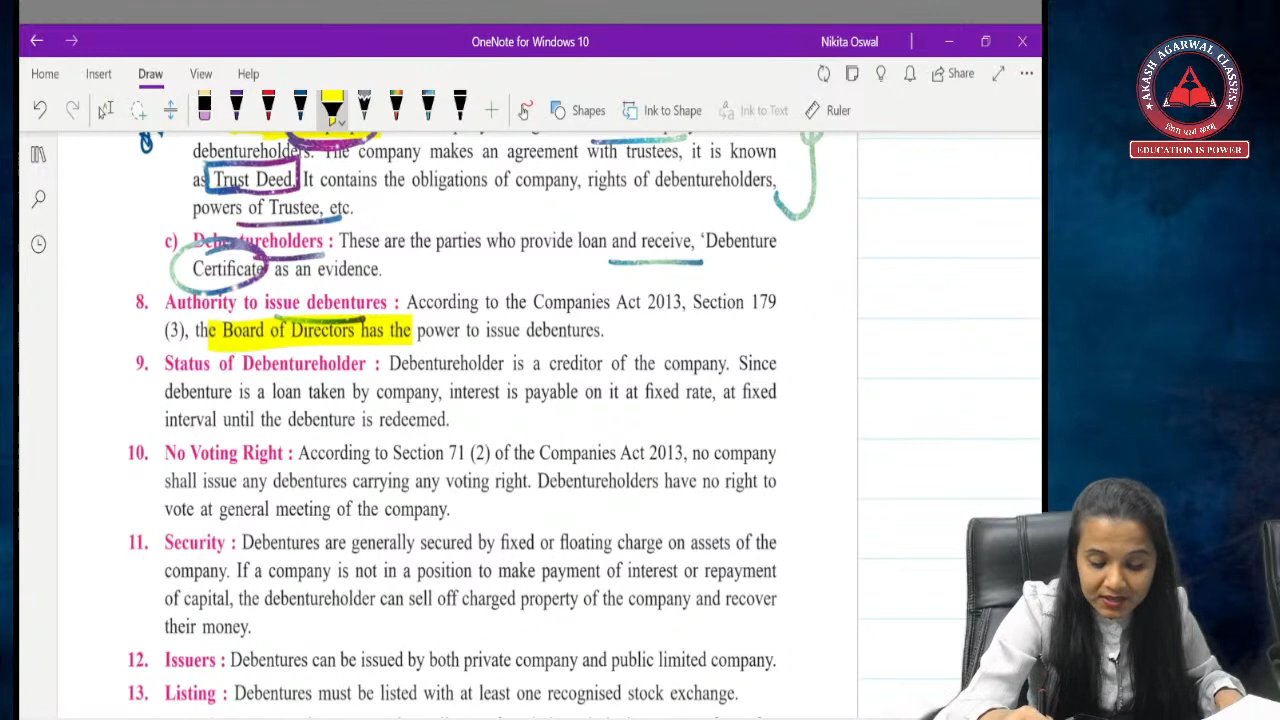 OneNote for Windows 10
Nikita Oswal
Home Insert Draw View Help
Share
Shapes Ink to Shape Ink to Text Ruler
debentureholders. The company makes an agreement with trustees, it is known
as Trust Deed. It contains the obligations of company, rights of debentureholders,
powers of Trustee, etc.
c) Debentureholders : These are the parties who provide loan and receive, ‘Debenture
Certificate’ as an evidence.
8. Authority to issue debentures : According to the Companies Act 2013, Section 179
(3), the Board of Directors has the power to issue debentures.
9. Status of Debentureholder : Debentureholder is a creditor of the company. Since
debenture is a loan taken by company, interest is payable on it at fixed rate, at fixed
interval until the debenture is redeemed.
10. No Voting Right : According to Section 71 (2) of the Companies Act 2013, no company
shall issue any debentures carrying any voting right. Debentureholders have no right to
vote at general meeting of the company.
11. Security : Debentures are generally secured by fixed or floating charge on assets of the
company. If a company is not in a position to make payment of interest or repayment
of capital, the debentureholder can sell off charged property of the company and recover
their money.
12. Issuers : Debentures can be issued by both private company and public limited company.
13. Listing : Debentures must be listed with at least one recognised stock exchange.
AKASH AGARWAL CLASSES
EDUCATION IS POWER